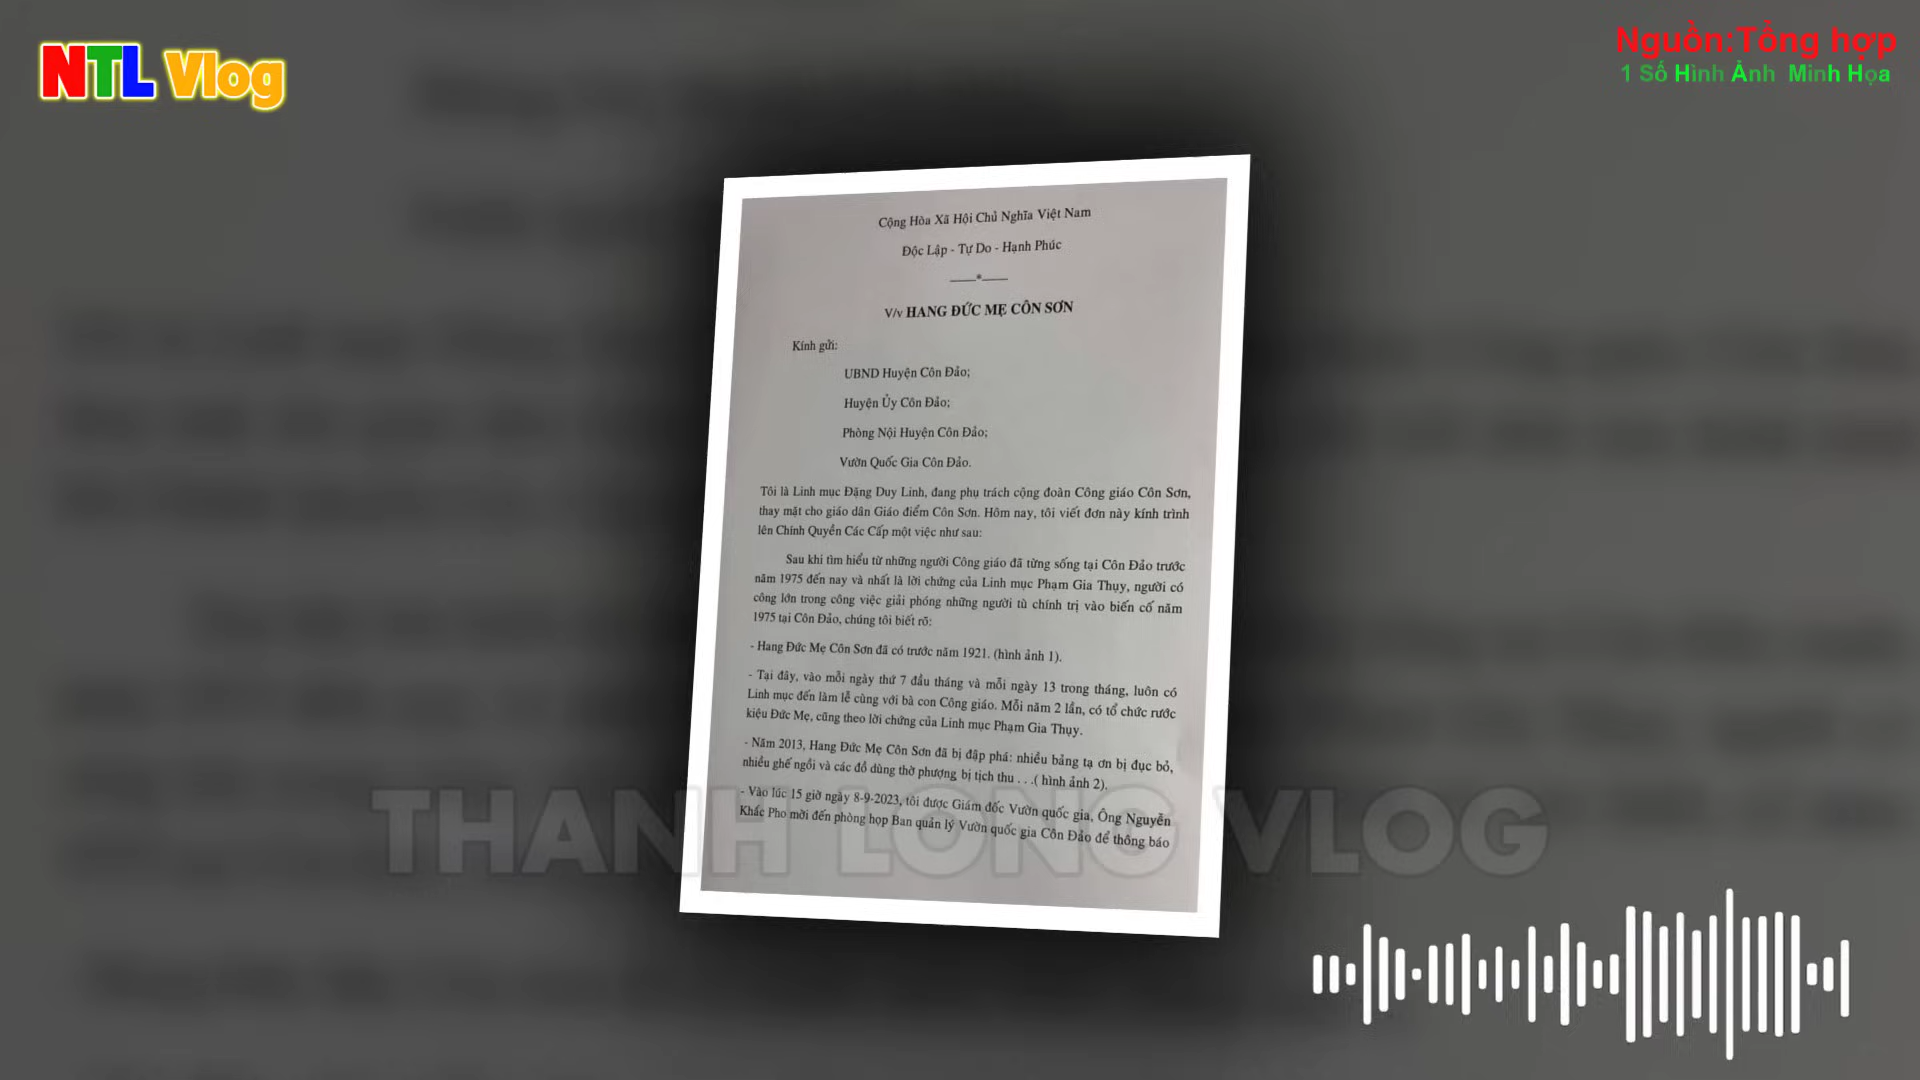 NTL Vlog
Nguồn:Tổng hợp
1 Số Hình Ảnh Minh Họa
Cộng Hòa Xã Hội Chủ Nghĩa Việt Nam
Độc Lập - Tự Do - Hạnh Phúc
——*——
V/v HANG ĐỨC MẸ CÔN SƠN
Kính gửi:
UBND Huyện Côn Đảo;
Huyện Ủy Côn Đảo;
Phòng Nội Huyện Côn Đảo;
Vườn Quốc Gia Côn Đảo.
Tôi là Linh mục Đặng Duy Linh, đang phụ trách cộng đoàn Công giáo Côn Sơn,
thay mặt cho giáo dân Giáo điểm Côn Sơn. Hôm nay, tôi viết đơn này kính trình
lên Chính Quyền Các Cấp một việc như sau:
Sau khi tìm hiểu từ những người Công giáo đã từng sống tại Côn Đảo trước
năm 1975 đến nay và nhất là lời chứng của Linh mục Phạm Gia Thụy, người có
công lớn trong công việc giải phóng những người tù chính trị vào biến cố năm
1975 tại Côn Đảo, chúng tôi biết rõ:
- Hang Đức Mẹ Côn Sơn đã có trước năm 1921. (hình ảnh 1).
- Tại đây, vào mỗi ngày thứ 7 đầu tháng và mỗi ngày 13 trong tháng, luôn có
Linh mục đến làm lễ cùng với bà con Công giáo. Mỗi năm 2 lần, có tổ chức rước
kiệu Đức Mẹ, cũng theo lời chứng của Linh mục Phạm Gia Thụy.
- Năm 2013, Hang Đức Mẹ Côn Sơn đã bị đập phá: nhiều bảng tạ ơn bị đục bỏ,
nhiều ghế ngồi và các đồ dùng thờ phượng bị tịch thu . . .( hình ảnh 2).
- Vào lúc 15 giờ ngày 8-9-2023, tôi được Giám đốc Vườn quốc gia, Ông Nguyễn
Khắc Pho mời đến phòng họp Ban quản lý Vườn quốc gia Côn Đảo để thông báo
THANH LONG VLOG